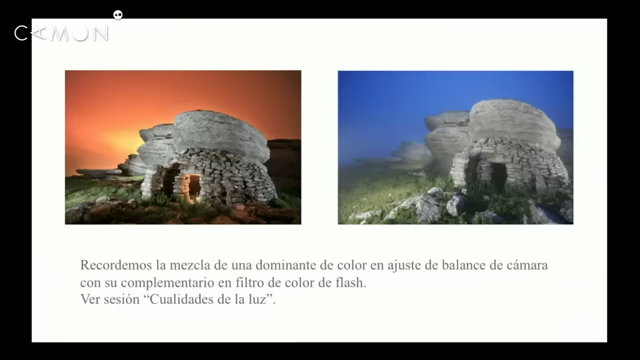 CAMON
Recordemos la mezcla de una dominante de color en ajuste de balance de cámara
con su complementario en filtro de color de flash.
Ver sesión “Cualidades de la luz”.